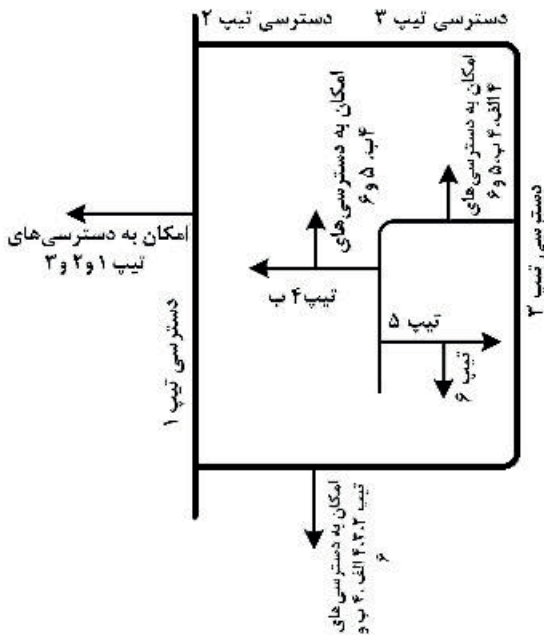 دسترسی تیپ ۲
دسترسی تیپ ۳
امکان به دسترسی‌های
۴ الف، ۴ ب، ۵ و ۶
امکان به دسترسی‌های
۴ب، ۵ و ۶
امکان به دسترسی‌های
تیپ ۱ و ۲ و ۳
دسترسی تیپ ۳
تیپ۴ ب
تیپ ۵
تیپ ۶
دسترسی تیپ ۱
امکان به دسترسی‌های
تیپ ۲، ۳، ۴ الف، ۴ ب و
۶